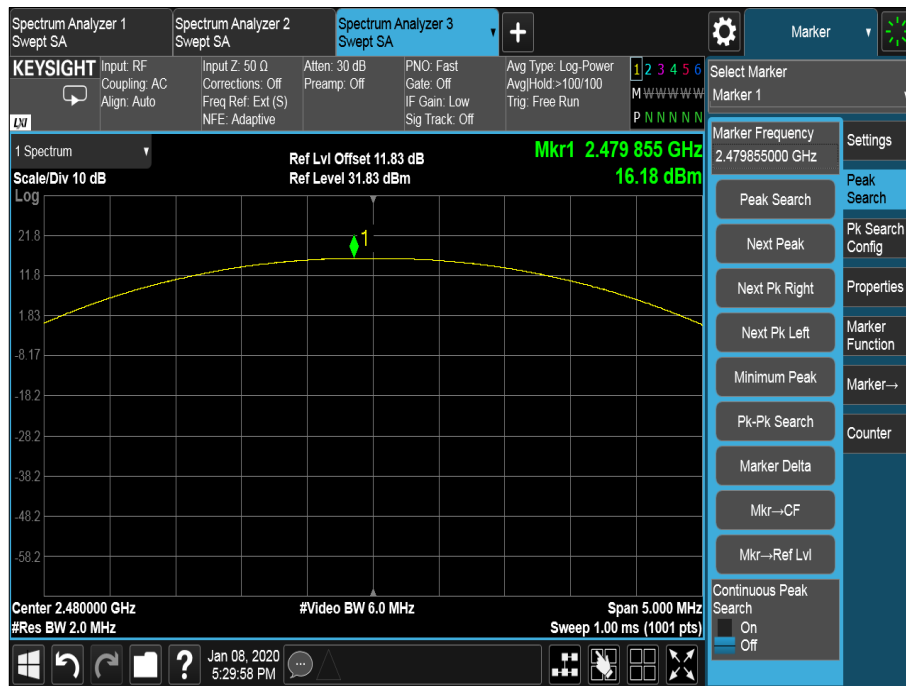 Spectrum Analyzer 1
Swept SA
Spectrum Analyzer 2
Swept SA
Spectrum Analyzer 3
Swept SA
Marker
KEYSIGHT
LXI
Input: RF
Coupling: AC
Align: Auto
Input Z: 50 Ω
Corrections: Off
Freq Ref: Ext (S)
NFE: Adaptive
Atten: 30 dB
Preamp: Off
PNO: Fast
Gate: Off
IF Gain: Low
Sig Track: Off
Avg Type: Log-Power
Avg|Hold:>100/100
Trig: Free Run
1 2 3 4 5 6
M W W W W W
P N N N N N
Select Marker
Marker 1
1 Spectrum
Scale/Div 10 dB
Log
Ref Lvl Offset 11.83 dB
Ref Level 31.83 dBm
Mkr1 2.479 855 GHz
16.18 dBm
1
21.8
11.8
1.83
-8.17
-18.2
-28.2
-38.2
-48.2
-58.2
Center 2.480000 GHz
#Res BW 2.0 MHz
#Video BW 6.0 MHz
Span 5.000 MHz
Sweep 1.00 ms (1001 pts)
Marker Frequency
2.479855000 GHz
Peak Search
Next Peak
Next Pk Right
Next Pk Left
Minimum Peak
Pk-Pk Search
Marker Delta
Mkr→CF
Mkr→Ref Lvl
Continuous Peak
Search
On
Off
Settings
Peak
Search
Pk Search
Config
Properties
Marker
Function
Marker→
Counter
?
Jan 08, 2020
5:29:58 PM